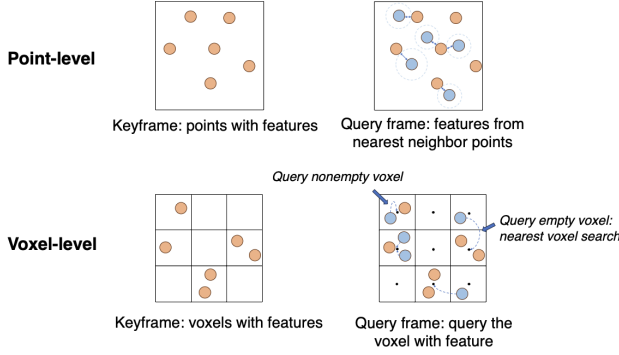 Point-level
Keyframe: points with features
Query frame: features from
nearest neighbor points
Query nonempty voxel
Voxel-level
Query empty voxel:
nearest voxel search
Keyframe: voxels with features
Query frame: query the
voxel with feature